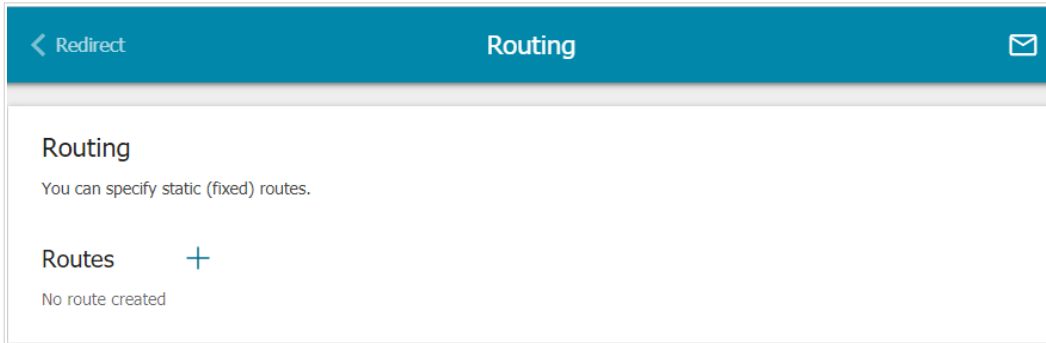 Redirect
Routing
Routing
You can specify static (fixed) routes.
Routes
No route created